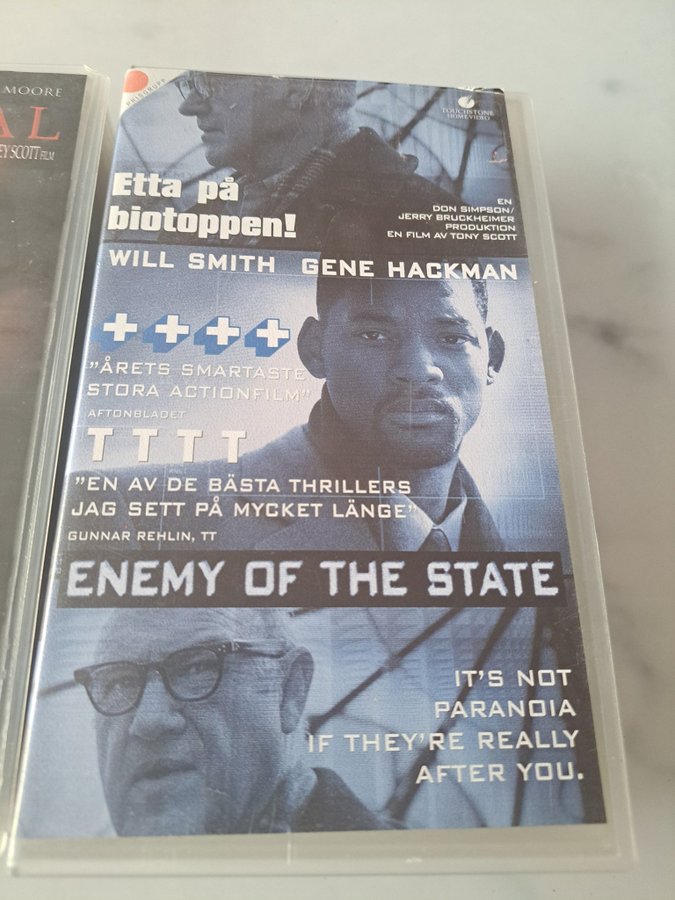 MOORE
AL
EY SCOTT FILM
PRISGRUPP
TOUCHSTONE
HOME VIDEO
Etta på
biotoppen!
EN
DON SIMPSON/
JERRY BRUCKHEIMER
PRODUKTION
EN FILM AV TONY SCOTT
WILL SMITH GENE HACKMAN
++++
"ÅRETS SMARTASTE
STORA ACTIONFILM"
AFTONBLADET
TTTT
"EN AV DE BÄSTA THRILLERS
JAG SETT PÅ MYCKET LÄNGE"
GUNNAR REHLIN, TT
ENEMY OF THE STATE
IT'S NOT
PARANOIA
IF THEY'RE REALLY
AFTER YOU.